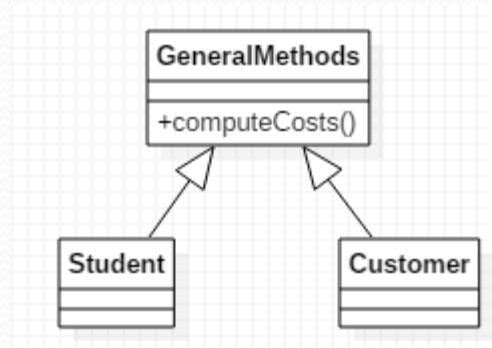 GeneralMethods
+computeCosts()
Student
Customer